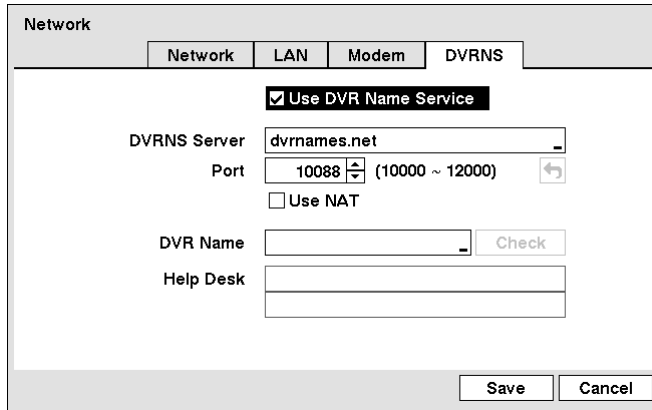 Network
Network LAN Modem DVRNS
Use DVR Name Service
DVRNS Server dvrnames.net
Port 10088 (10000 ~ 12000)
Use NAT
DVR Name Check
Help Desk
Save Cancel